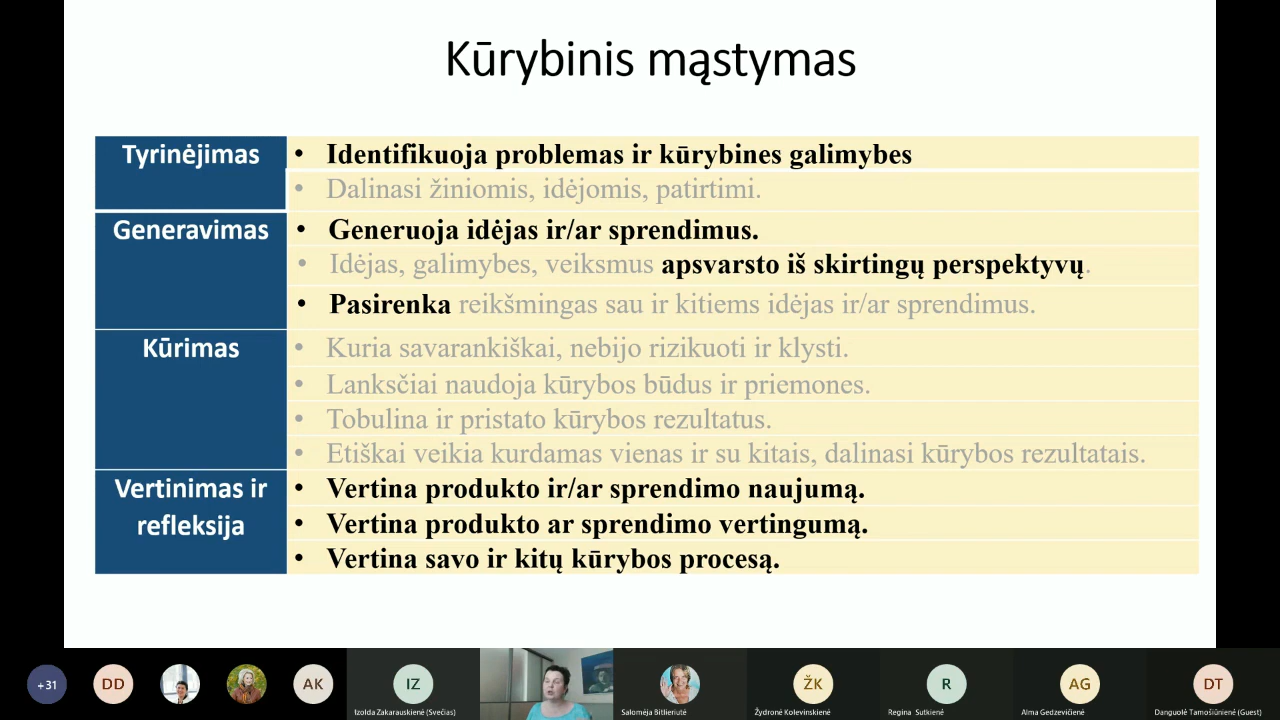 Kūrybinis mąstymas
Tyrinėjimas
• Identifikuoja problemas ir kūrybines galimybes
• Dalinasi žiniomis, idėjomis, patirtimi.
Generavimas
• Generuoja idėjas ir/ar sprendimus.
• Idėjas, galimybes, veiksmus apsvarsto iš skirtingų perspektyvų.
• Pasirenka reikšmingas sau ir kitiems idėjas ir/ar sprendimus.
Kūrimas
• Kuria savarankiškai, nebijo rizikuoti ir klysti.
• Lanksčiai naudoja kūrybos būdus ir priemones.
• Tobulina ir pristato kūrybos rezultatus.
• Etiškai veikia kurdamas vienas ir su kitais, dalinasi kūrybos rezultatais.
Vertinimas ir
refleksija
• Vertina produkto ir/ar sprendimo naujumą.
• Vertina produkto ar sprendimo vertingumą.
• Vertina savo ir kitų kūrybos procesą.
+31
DD
AK
IZ
Izolda Zakarauskienė (Svečias)
Salomėja Bitlieriutė
ŽK
Žydronė Kolevinskienė
R
Regina Sutkienė
AG
Alma Gedzevičienė
DT
Danguolė Tamošiūnienė (Guest)